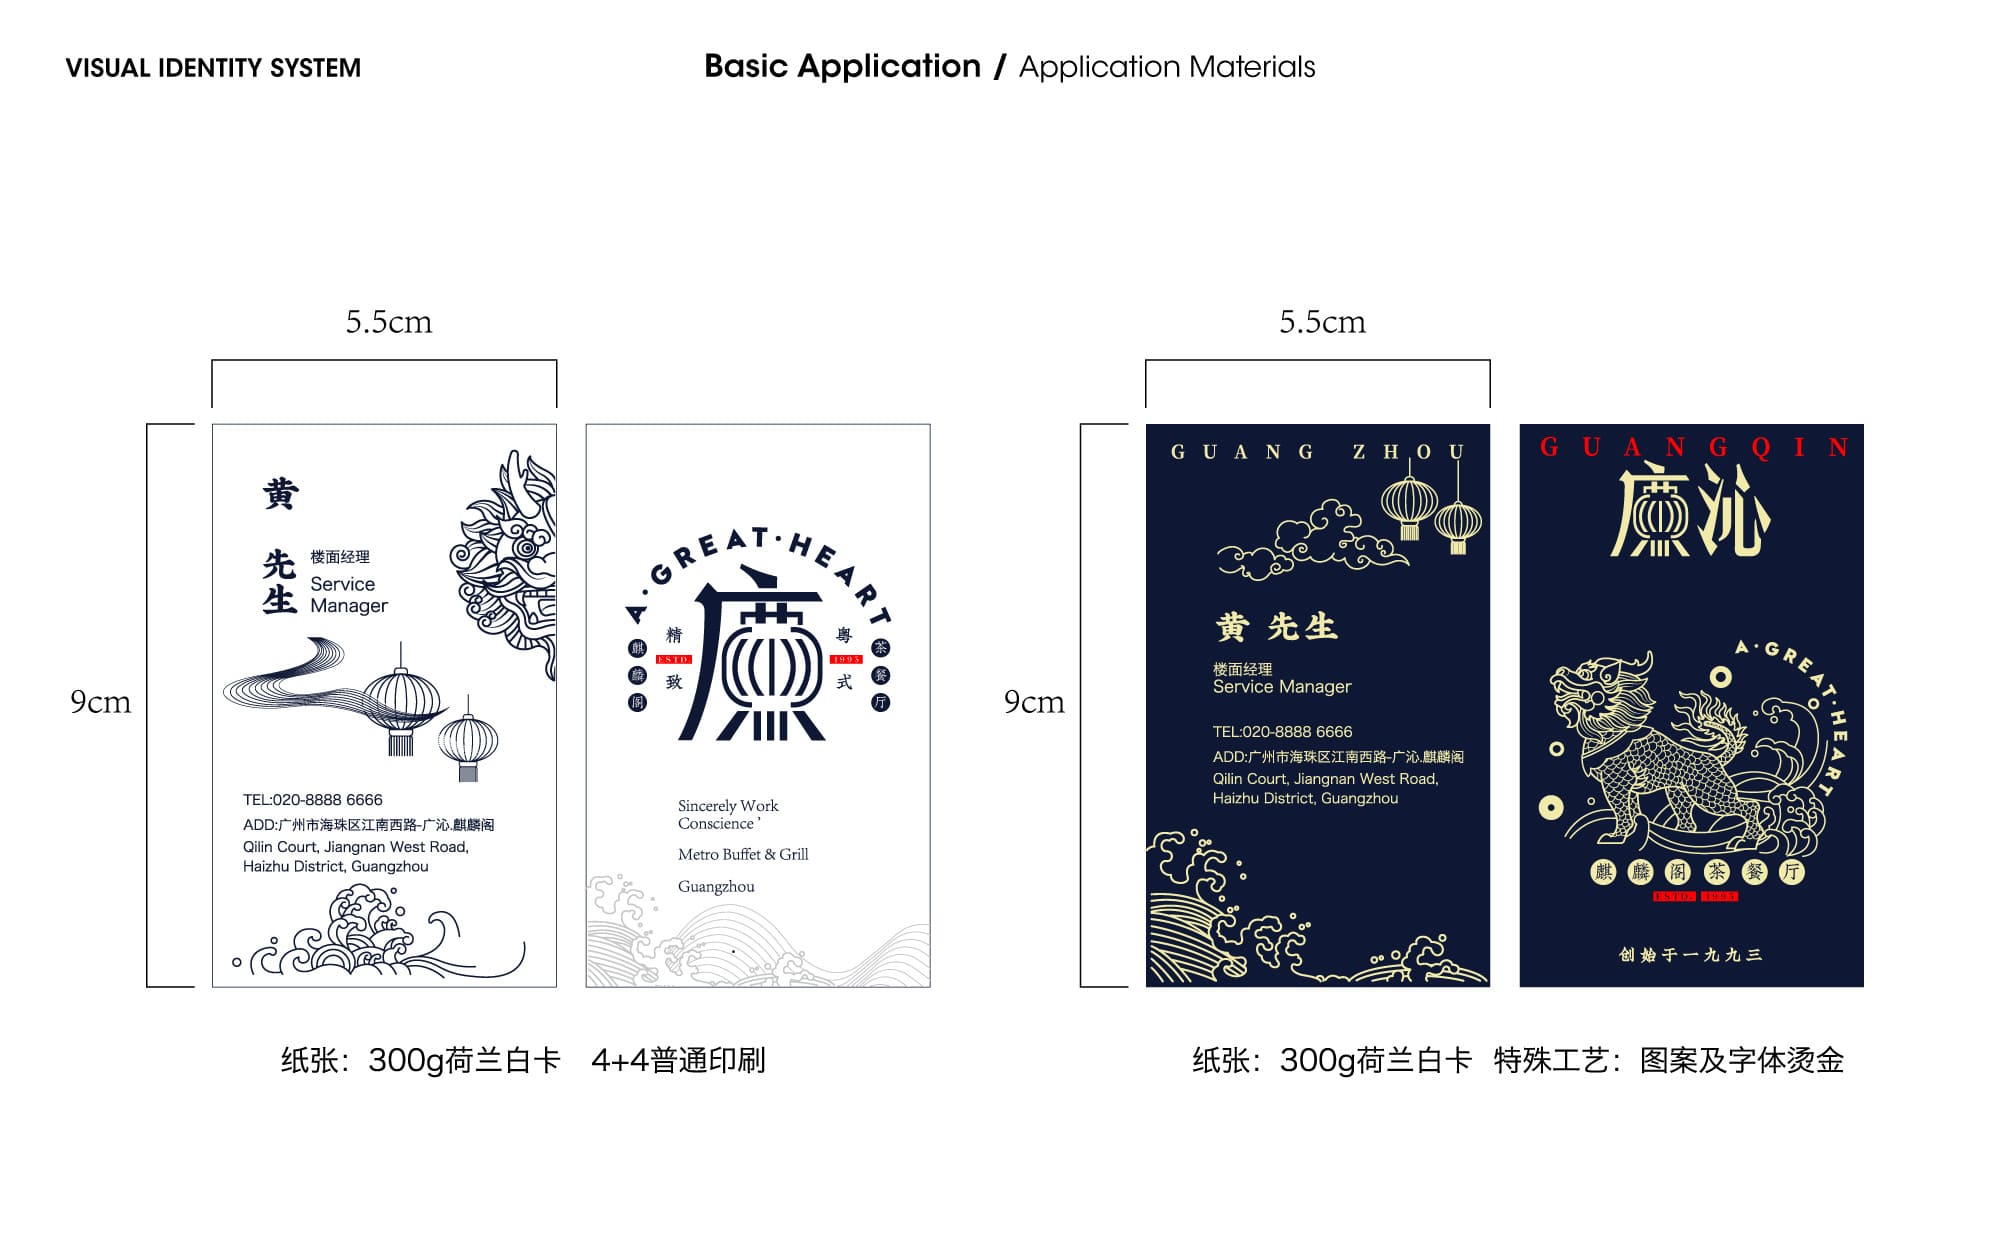 VISUAL IDENTITY SYSTEM
Basic Application / Application Materials
5.5cm
9cm
黄
先生
楼面经理
Service
Manager
TEL:020-8888 6666
ADD:广州市海珠区江南西路-广沁.麒麟阁
Qilin Court, Jiangnan West Road,
Haizhu District, Guangzhou
A·GREAT·HEART
精致
粤式
ESTD.
1993
麒麟阁
茶餐厅
Sincerely Work
Conscience ’
Metro Buffet & Grill
Guangzhou
纸张：300g荷兰白卡 4+4普通印刷
5.5cm
9cm
GUANG ZHOU
黄 先生
楼面经理
Service Manager
TEL:020-8888 6666
ADD:广州市海珠区江南西路-广沁.麒麟阁
Qilin Court, Jiangnan West Road,
Haizhu District, Guangzhou
GUANGQIN
廣沁
A·GREAT·HEART
麒麟阁茶餐厅
ESTD. 1993
创始于一九九三
纸张：300g荷兰白卡 特殊工艺：图案及字体烫金